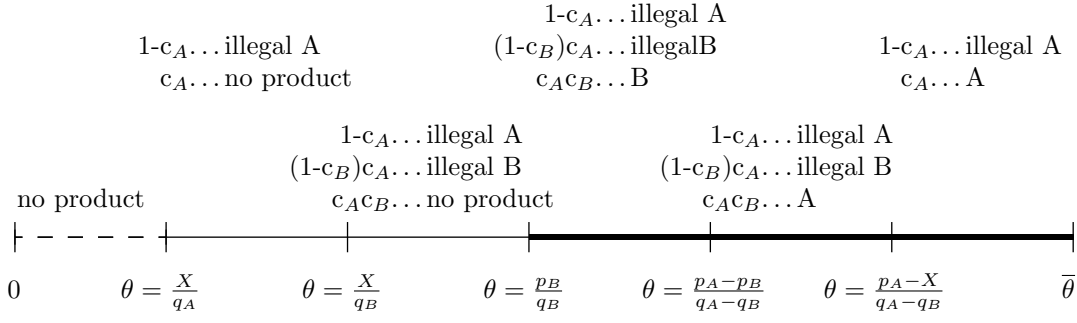 1-c_A…illegal A
1-c_A…illegal A
(1-c_B)c_A…illegalB
1-c_A…illegal A
c_A…no product
c_Ac_B…B
c_A…A
1-c_A…illegal A
1-c_A…illegal A
(1-c_B)c_A…illegal B
(1-c_B)c_A…illegal B
no product
c_Ac_B…no product
c_Ac_B…A
0
θ = X/q_A
θ = X/q_B
θ = p_B/q_B
θ = (p_A−p_B)/(q_A−q_B)
θ = (p_A−X)/(q_A−q_B)
θ̅